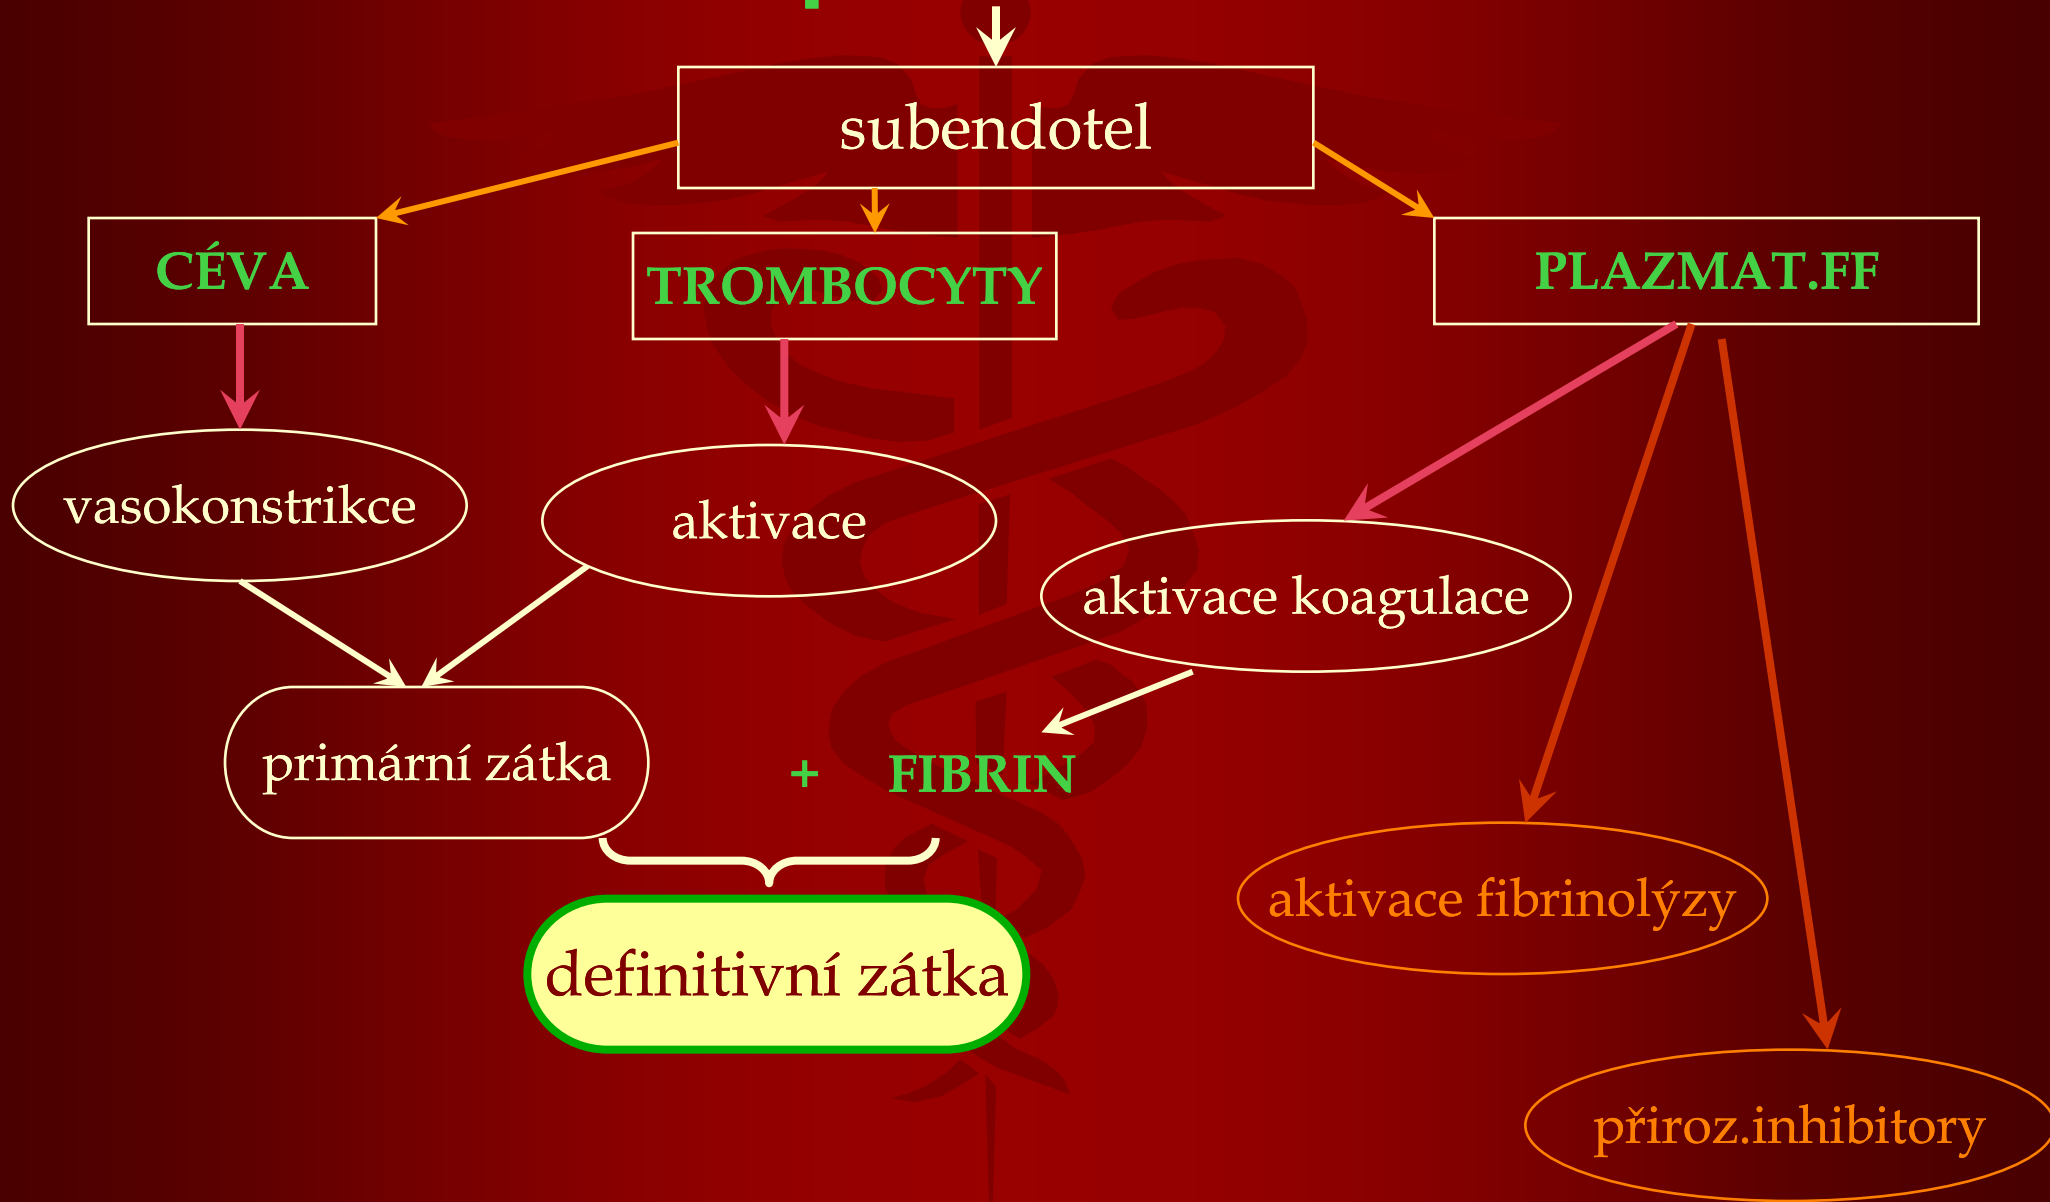 subendotel
CÉVA
TROMBOCYTY
PLAZMAT.FF
vasokonstrikce
aktivace
aktivace koagulace
primární zátka
+ FIBRIN
aktivace fibrinolýzy
definitivní zátka
přiroz.inhibitory